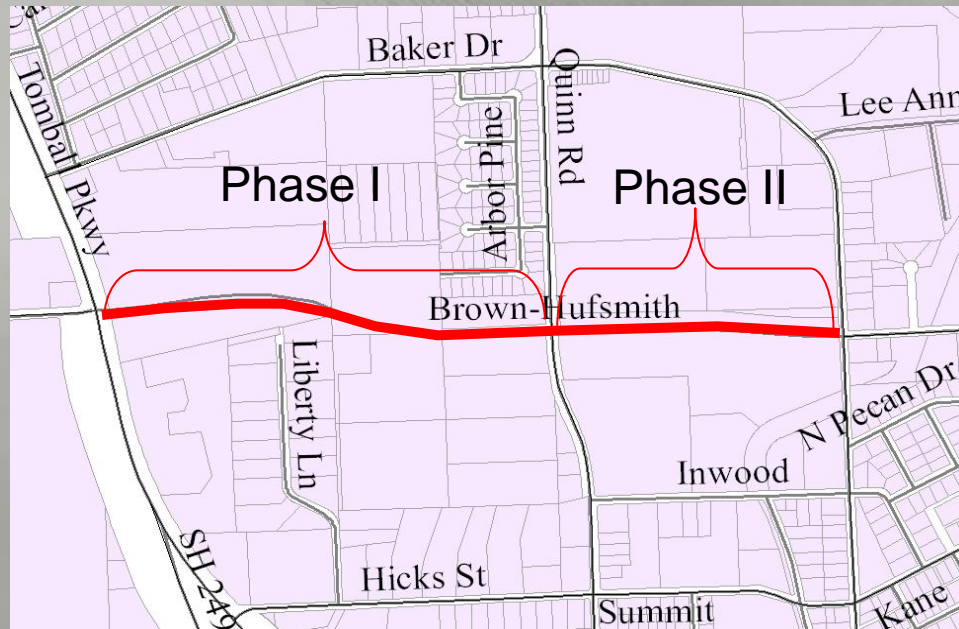 Baker Dr
Quinn Rd
Lee Ann
Tomball Pkwy
Arbor Pine
Phase I
Phase II
Brown-Hufsmith
Liberty Ln
N Pecan Dr
Inwood
SH 249
Hicks St
Summit
Kane